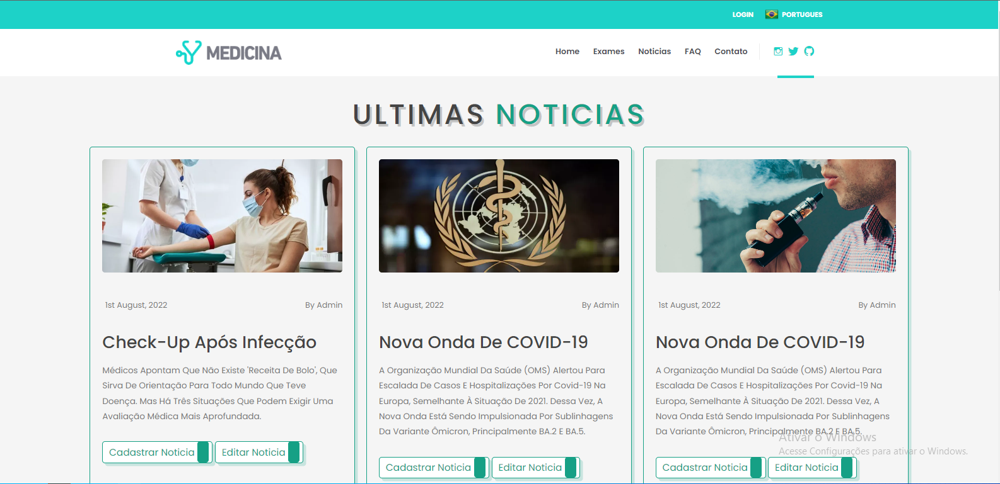 LOGIN PORTUGUES
MEDICINA
Home Exames Noticias FAQ Contato
ULTIMAS NOTICIAS
1st August, 2022 By Admin
Check-Up Após Infecção
Médicos Apontam Que Não Existe 'Receita De Bolo', Que
Sirva De Orientação Para Todo Mundo Que Teve
Doença. Mas Há Três Situações Que Podem Exigir Uma
Avaliação Médica Mais Aprofundada.
Cadastrar Noticia Editar Noticia
1st August, 2022 By Admin
Nova Onda De COVID-19
A Organização Mundial Da Saúde (OMS) Alertou Para
Escalada De Casos E Hospitalizações Por Covid-19 Na
Europa, Semelhante À Situação De 2021. Dessa Vez, A
Nova Onda Está Sendo Impulsionada Por Sublinhagens
Da Variante Ômicron, Principalmente BA.2 E BA.5.
Cadastrar Noticia Editar Noticia
1st August, 2022 By Admin
Nova Onda De COVID-19
A Organização Mundial Da Saúde (OMS) Alertou Para
Escalada De Casos E Hospitalizações Por Covid-19 Na
Europa, Semelhante À Situação De 2021. Dessa Vez, A
Nova Onda Está Sendo Impulsionada Por Sublinhagens
Da Variante Ômicron, Principalmente BA.2 E BA.5.
Cadastrar Noticia Editar Noticia
Ativar o Windows
Acesse Configurações para ativar o Windows.